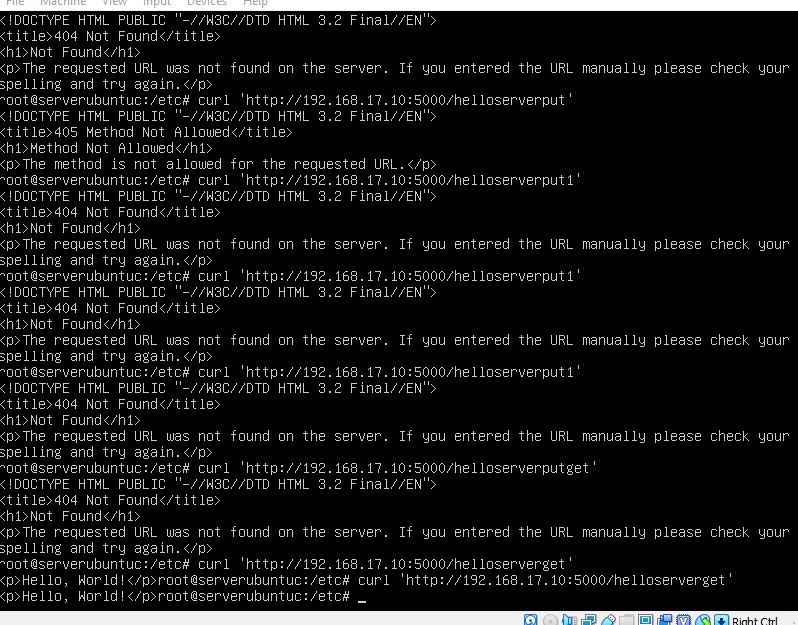 File Machine View Input Devices Help
<!DOCTYPE HTML PUBLIC "-//W3C//DTD HTML 3.2 Final//EN">
<title>404 Not Found</title>
<h1>Not Found</h1>
<p>The requested URL was not found on the server. If you entered the URL manually please check your
spelling and try again.</p>
root@serverubuntuc:/etc# curl 'http://192.168.17.10:5000/helloserverput'
<!DOCTYPE HTML PUBLIC "-//W3C//DTD HTML 3.2 Final//EN">
<title>405 Method Not Allowed</title>
<h1>Method Not Allowed</h1>
<p>The method is not allowed for the requested URL.</p>
root@serverubuntuc:/etc# curl 'http://192.168.17.10:5000/helloserverput1'
<!DOCTYPE HTML PUBLIC "-//W3C//DTD HTML 3.2 Final//EN">
<title>404 Not Found</title>
<h1>Not Found</h1>
<p>The requested URL was not found on the server. If you entered the URL manually please check your
spelling and try again.</p>
root@serverubuntuc:/etc# curl 'http://192.168.17.10:5000/helloserverput1'
<!DOCTYPE HTML PUBLIC "-//W3C//DTD HTML 3.2 Final//EN">
<title>404 Not Found</title>
<h1>Not Found</h1>
<p>The requested URL was not found on the server. If you entered the URL manually please check your
spelling and try again.</p>
root@serverubuntuc:/etc# curl 'http://192.168.17.10:5000/helloserverput1'
<!DOCTYPE HTML PUBLIC "-//W3C//DTD HTML 3.2 Final//EN">
<title>404 Not Found</title>
<h1>Not Found</h1>
<p>The requested URL was not found on the server. If you entered the URL manually please check your
spelling and try again.</p>
root@serverubuntuc:/etc# curl 'http://192.168.17.10:5000/helloserverputget'
<!DOCTYPE HTML PUBLIC "-//W3C//DTD HTML 3.2 Final//EN">
<title>404 Not Found</title>
<h1>Not Found</h1>
<p>The requested URL was not found on the server. If you entered the URL manually please check your
spelling and try again.</p>
root@serverubuntuc:/etc# curl 'http://192.168.17.10:5000/helloserverget'
<p>Hello, World!</p>root@serverubuntuc:/etc# curl 'http://192.168.17.10:5000/helloserverget'
<p>Hello, World!</p>root@serverubuntuc:/etc# _
Right Ctrl